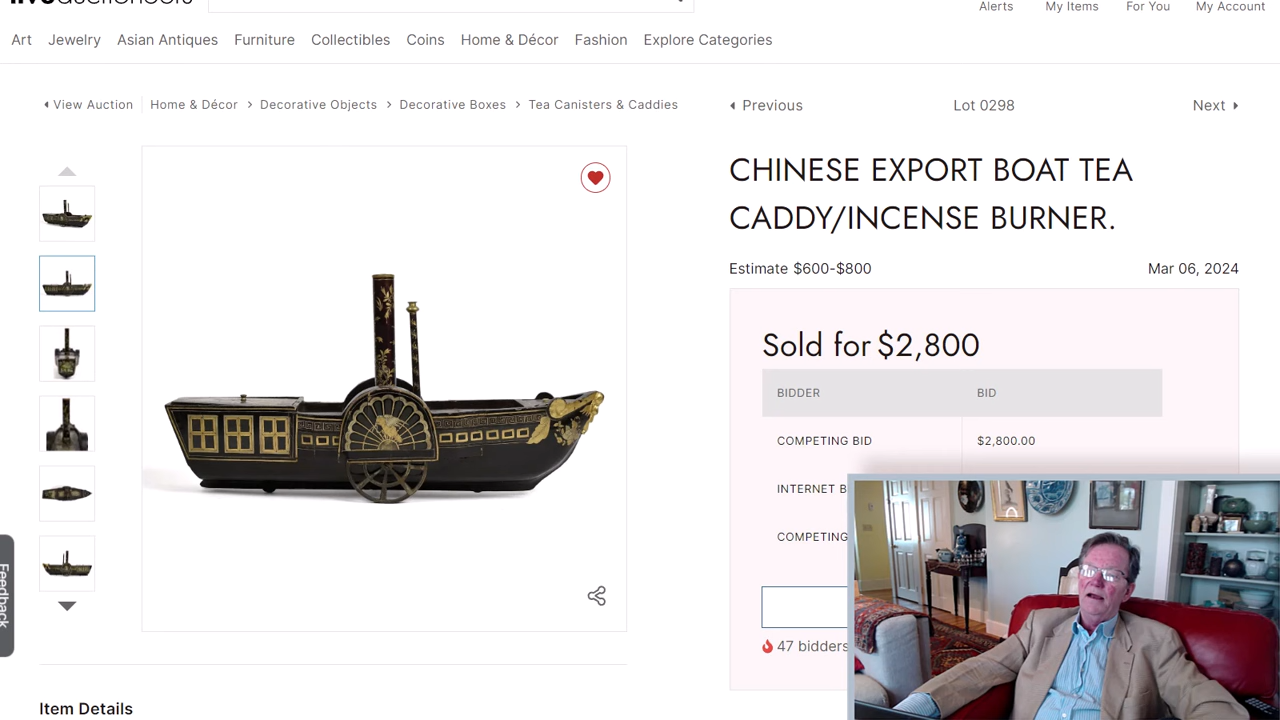 Alerts
My Items
For You
My Account
Art
Jewelry
Asian Antiques
Furniture
Collectibles
Coins
Home & Décor
Fashion
Explore Categories
View Auction
Home & Décor
Decorative Objects
Decorative Boxes
Tea Canisters & Caddies
Previous
Lot 0298
Next
CHINESE EXPORT BOAT TEA
CADDY/INCENSE BURNER.
Estimate $600-$800
Mar 06, 2024
Sold for $2,800
BIDDER
BID
COMPETING BID
$2,800.00
INTERNET B
COMPETING
47 bidders
Feedback
Item Details